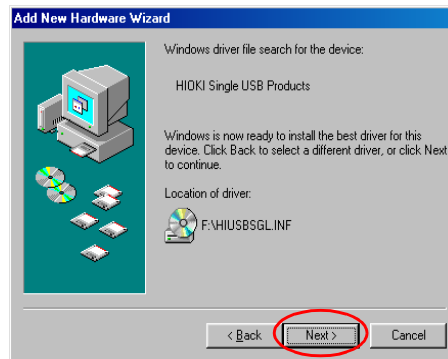 Add New Hardware Wizard
Windows driver file search for the device:
HIOKI Single USB Products
Windows is now ready to install the best driver for this
device. Click Back to select a different driver, or click Next
to continue.
Location of driver:
F:\HIUSBSGL.INF
< Back
Next >
Cancel